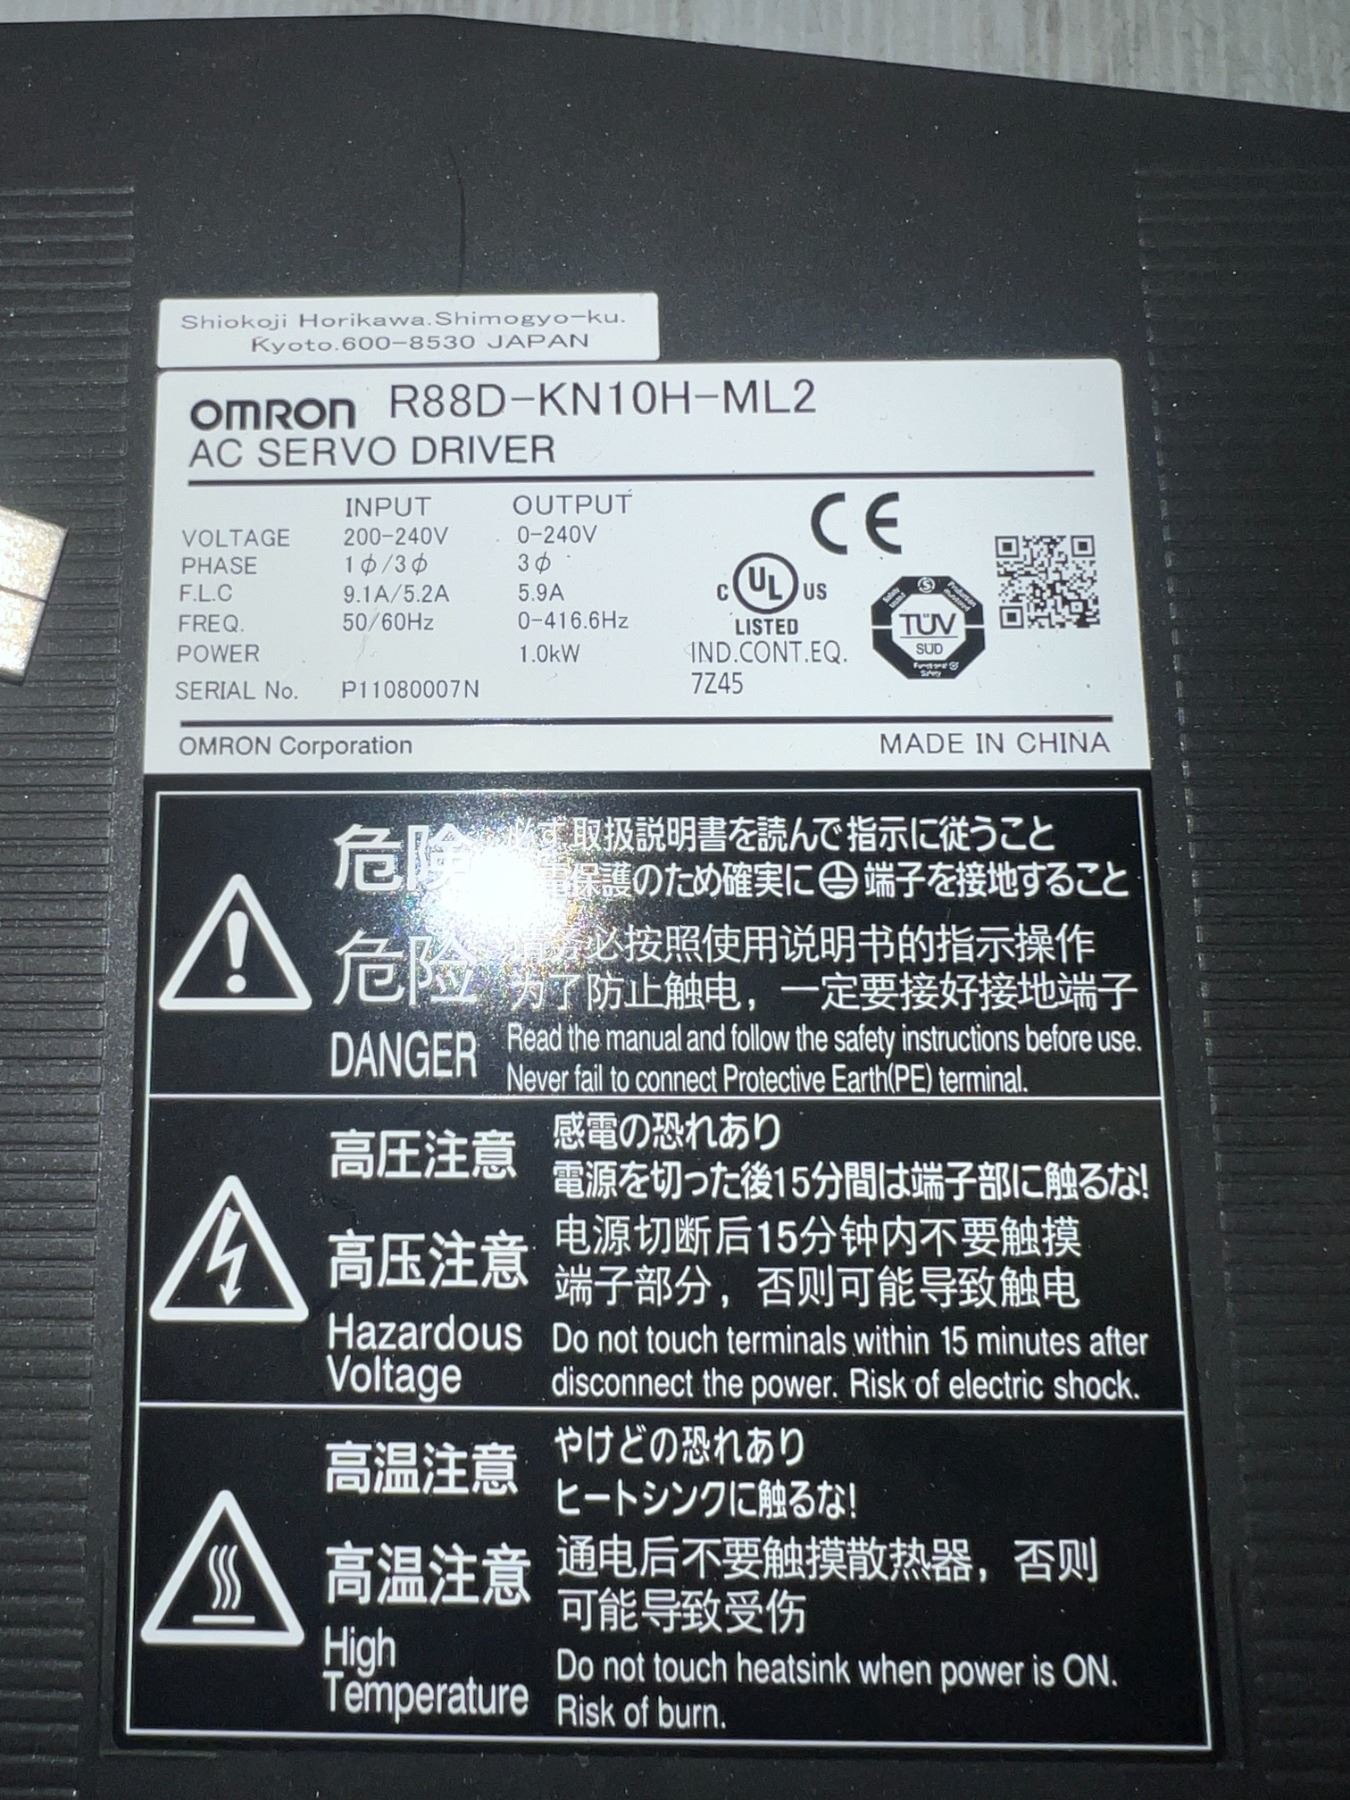 Shiokoji Horikawa.Shimogyo-ku.
Kyoto.600-8530 JAPAN
OMRON R88D-KN10H-ML2
AC SERVO DRIVER
INPUT OUTPUT
VOLTAGE 200-240V 0-240V
PHASE 1ϕ/3ϕ 3ϕ
F.L.C 9.1A/5.2A 5.9A
FREQ. 50/60Hz 0-416.6Hz
POWER 1.0kW
SERIAL No. P11080007N
CE
C UL US
LISTED
IND.CONT.EQ.
7Z45
TÜV
SÜD
Functional
Safety
OMRON Corporation MADE IN CHINA
危険 必ず取扱説明書を読んで指示に従うこと
電保護のため確実に端子を接地すること
危险 必按照使用说明书的指示操作
为了防止触电，一定要接好接地端子
DANGER Read the manual and follow the safety instructions before use.
Never fail to connect Protective Earth(PE) terminal.
高圧注意 感電の恐れあり
電源を切った後15分間は端子部に触るな!
高压注意 电源切断后15分钟内不要触摸
端子部分，否则可能导致触电
Hazardous Voltage Do not touch terminals within 15 minutes after
disconnect the power. Risk of electric shock.
高温注意 やけどの恐れあり
ヒートシンクに触るな!
高温注意 通电后不要触摸散热器，否则
可能导致受伤
High Temperature Do not touch heatsink when power is ON.
Risk of burn.